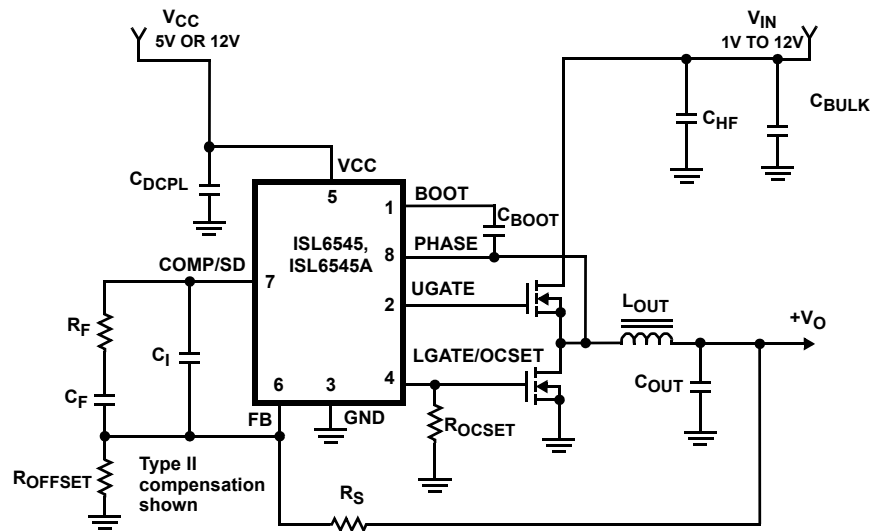 VCC
5V OR 12V
VIN
1V TO 12V
CHF
CBULK
CDCPL
VCC
5
BOOT
1
CBOOT
ISL6545,
ISL6545A
PHASE
8
COMP/SD
7
UGATE
2
LOUT
+VO
RF
CI
LGATE/OCSET
4
COUT
CF
6
3
FB
GND
ROCSET
ROFFSET
Type II
compensation
shown
RS